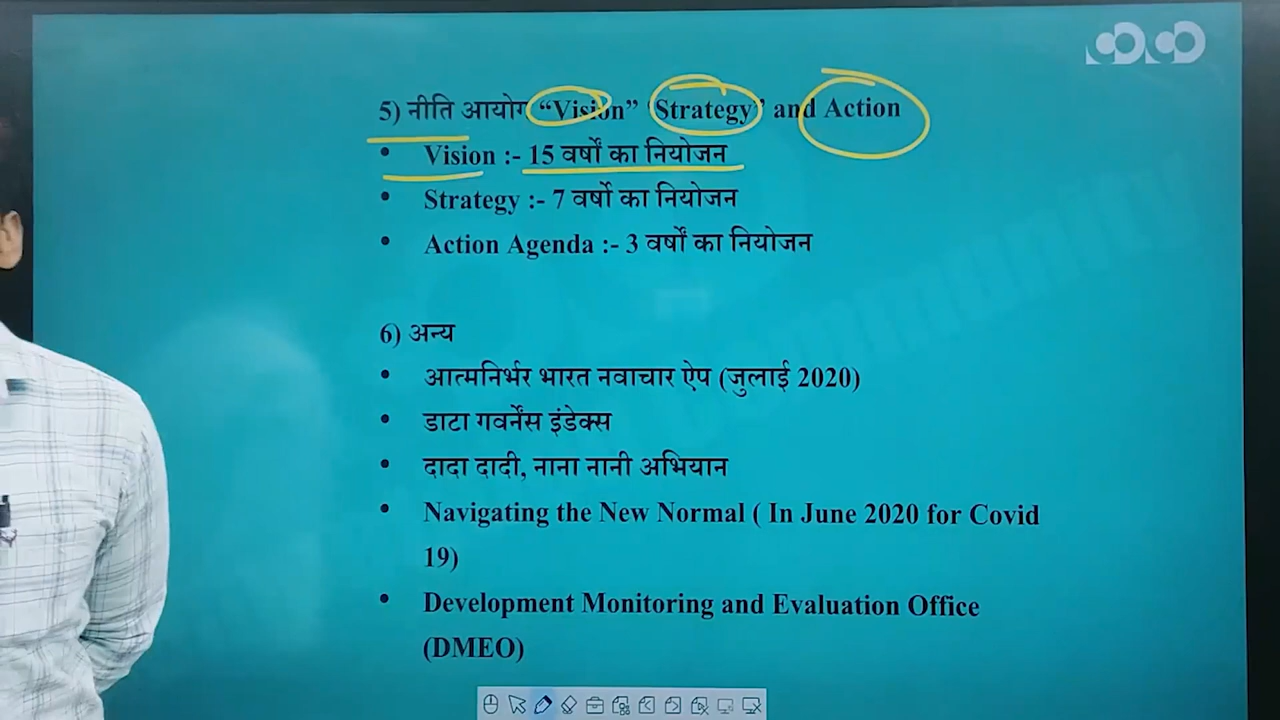 5) नीति आयोग “Vision” ‘Strategy’ and Action
• Vision :- 15 वर्षों का नियोजन
• Strategy :- 7 वर्षो का नियोजन
• Action Agenda :- 3 वर्षों का नियोजन
6) अन्य
• आत्मनिर्भर भारत नवाचार ऐप (जुलाई 2020)
• डाटा गवर्नेंस इंडेक्स
• दादा दादी, नाना नानी अभियान
• Navigating the New Normal ( In June 2020 for Covid
19)
• Development Monitoring and Evaluation Office
(DMEO)